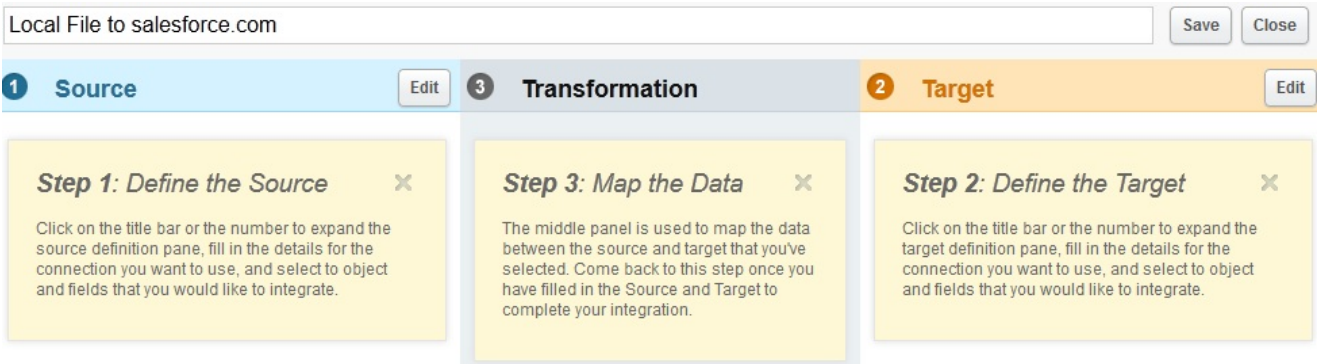 Local File to salesforce.com
Save
Close
1 Source
Edit
3 Transformation
2 Target
Edit
Step 1: Define the Source
Click on the title bar or the number to expand the
source definition pane, fill in the details for the
connection you want to use, and select to object
and fields that you would like to integrate.
Step 3: Map the Data
The middle panel is used to map the data
between the source and target that you've
selected. Come back to this step once you
have filled in the Source and Target to
complete your integration.
Step 2: Define the Target
Click on the title bar or the number to expand the
target definition pane, fill in the details for the
connection you want to use, and select to object
and fields that you would like to integrate.